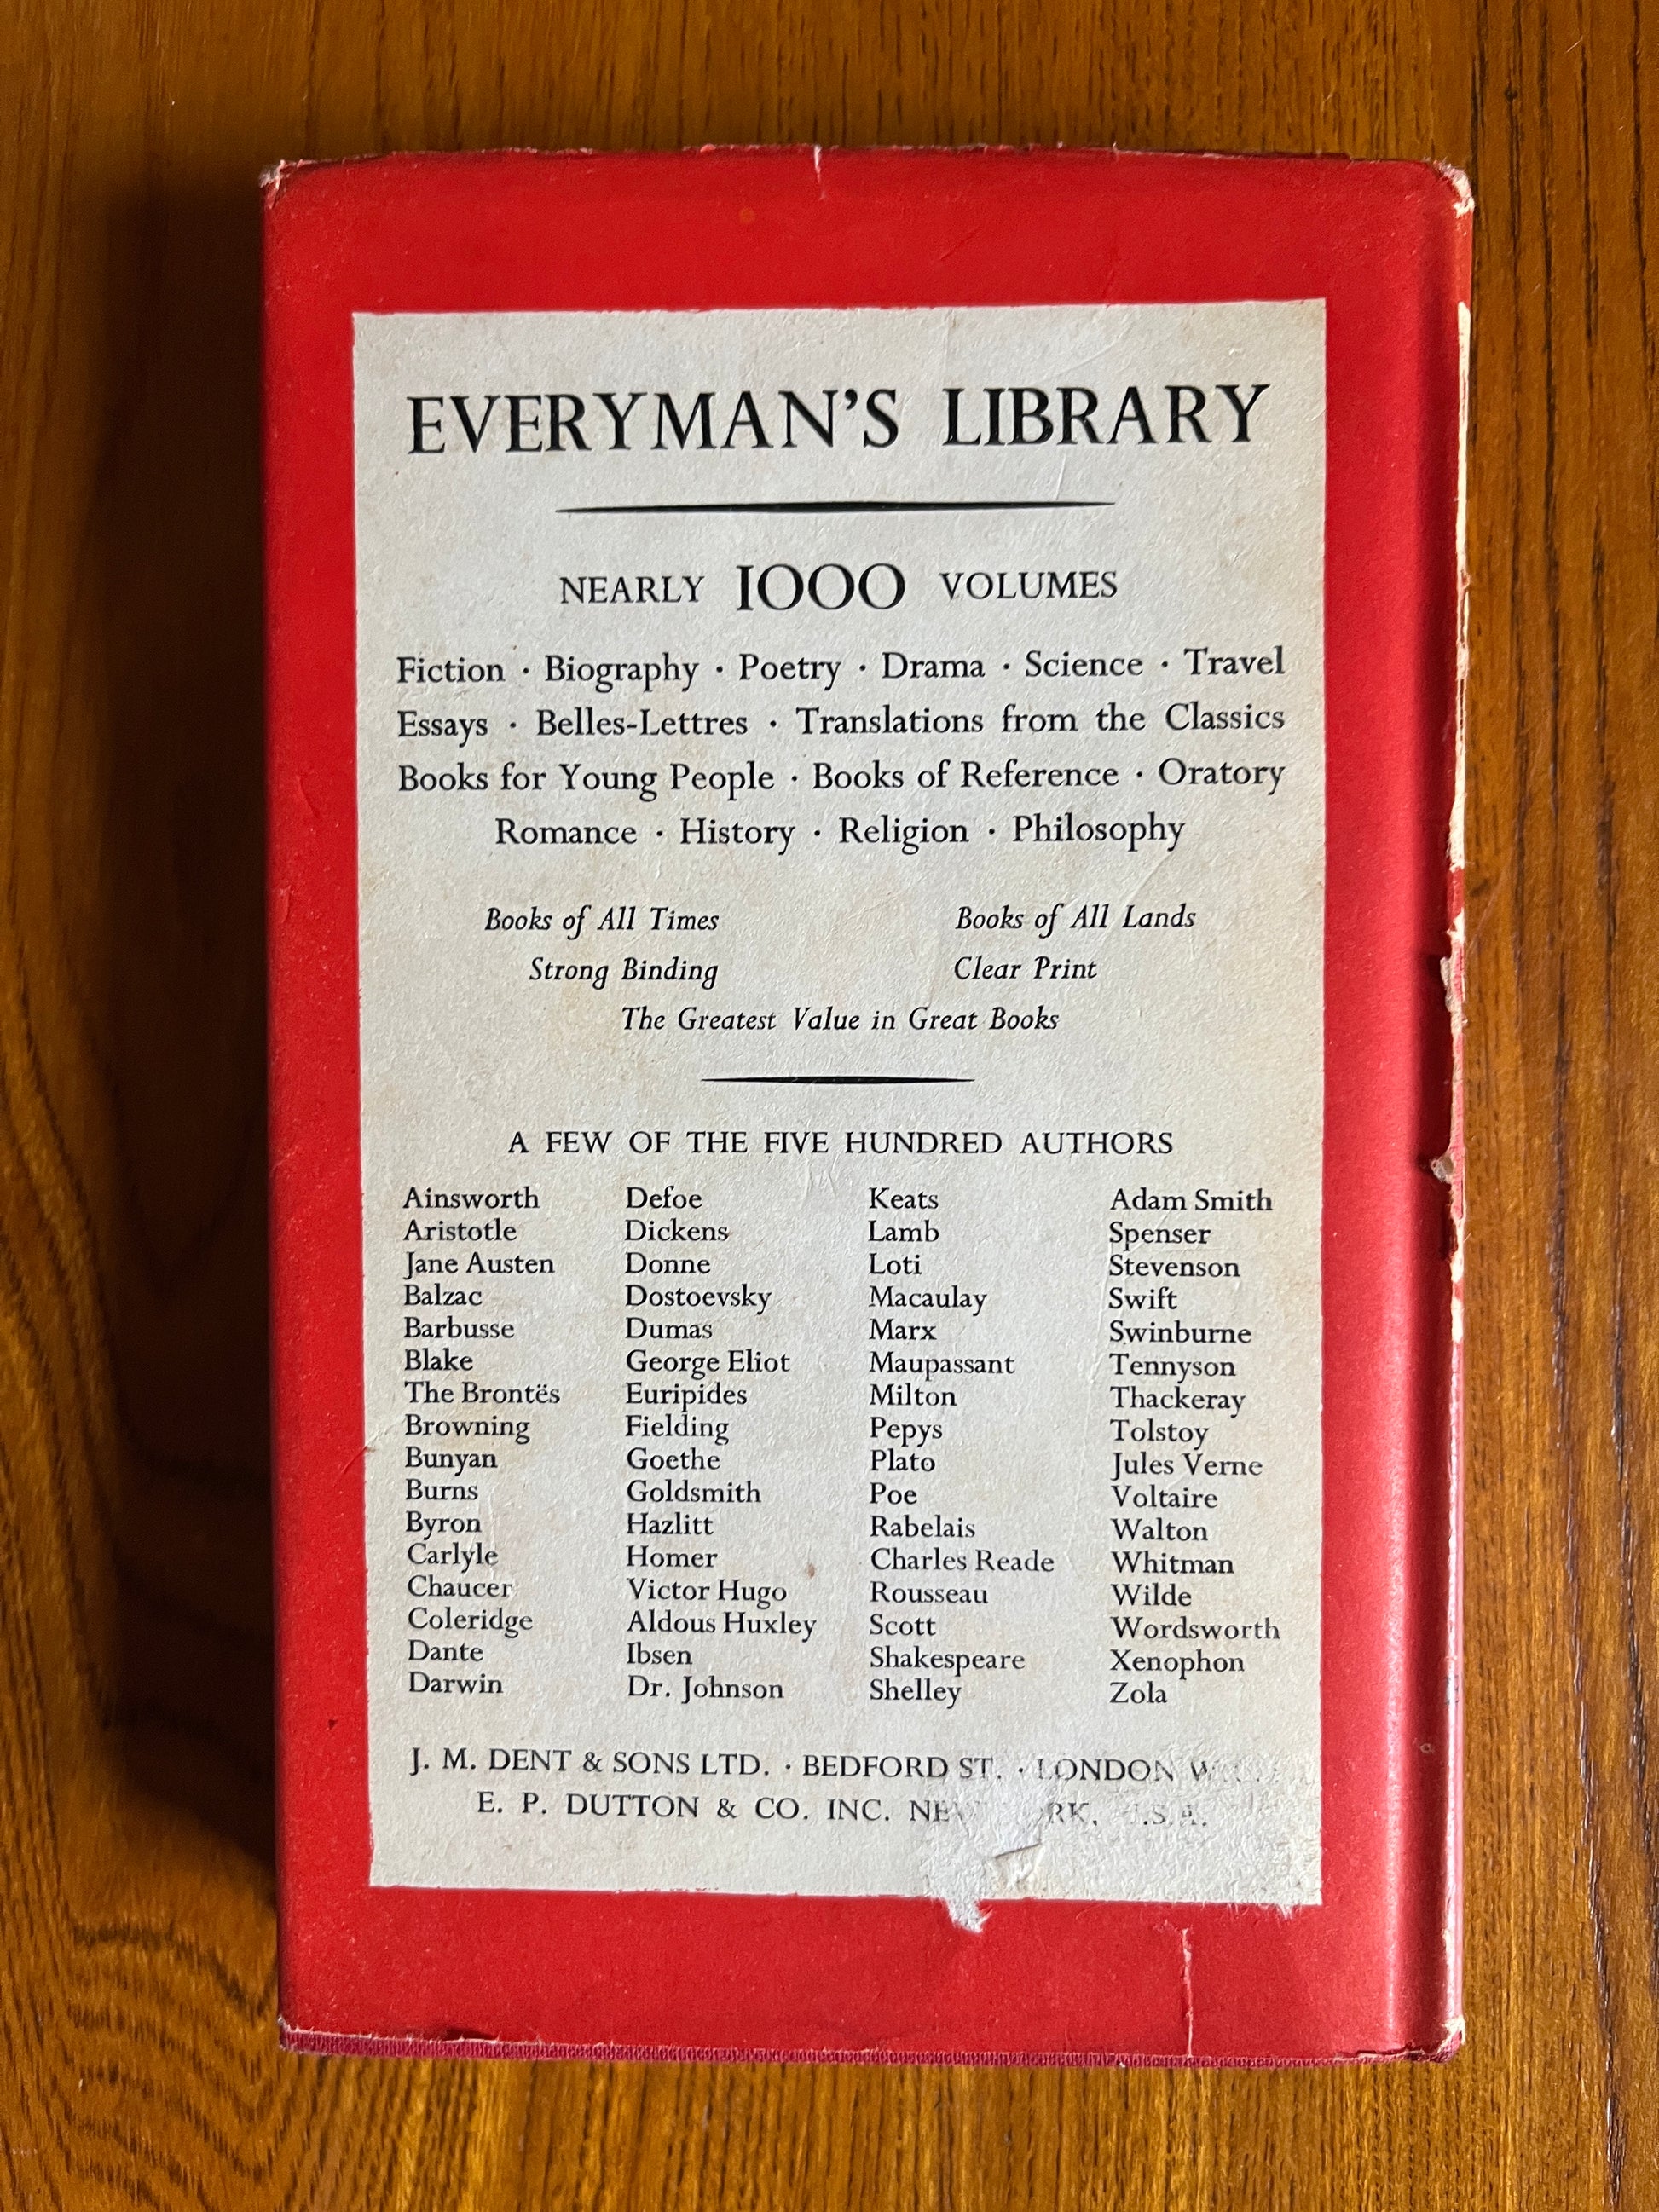 EVERYMAN'S LIBRARY
NEARLY 1000 VOLUMES
Fiction · Biography · Poetry · Drama · Science · Travel
Essays · Belles-Lettres · Translations from the Classics
Books for Young People · Books of Reference · Oratory
Romance · History · Religion · Philosophy
Books of All Times Books of All Lands
Strong Binding Clear Print
The Greatest Value in Great Books
A FEW OF THE FIVE HUNDRED AUTHORS
Ainsworth
Aristotle
Jane Austen
Balzac
Barbusse
Blake
The Brontës
Browning
Bunyan
Burns
Byron
Carlyle
Chaucer
Coleridge
Dante
Darwin
Defoe
Dickens
Donne
Dostoevsky
Dumas
George Eliot
Euripides
Fielding
Goethe
Goldsmith
Hazlitt
Homer
Victor Hugo
Aldous Huxley
Ibsen
Dr. Johnson
Keats
Lamb
Loti
Macaulay
Marx
Maupassant
Milton
Pepys
Plato
Poe
Rabelais
Charles Reade
Rousseau
Scott
Shakespeare
Shelley
Adam Smith
Spenser
Stevenson
Swift
Swinburne
Tennyson
Thackeray
Tolstoy
Jules Verne
Voltaire
Walton
Whitman
Wilde
Wordsworth
Xenophon
Zola
J. M. DENT & SONS LTD. · BEDFORD ST. · LONDON
E. P. DUTTON & CO. INC.